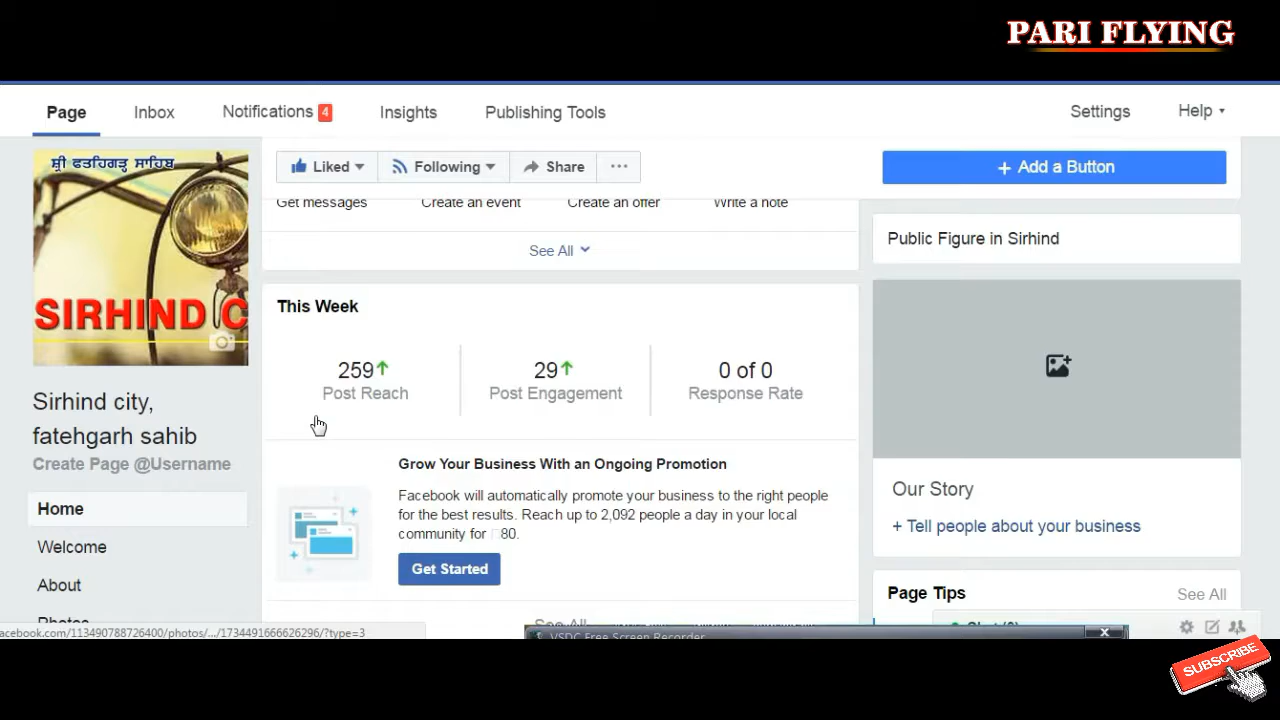 PARI FLYING
Page
Inbox
Notifications 4
Insights
Publishing Tools
Settings
Help
ਸ਼੍ਰੀ ਫਤਹਿਗੜ੍ਹ ਸਾਹਿਬ
SIRHIND C
Liked
Following
Share
Add a Button
Get messages
Create an event
Create an offer
Write a note
See All
Public Figure in Sirhind
This Week
259
Post Reach
29
Post Engagement
0 of 0
Response Rate
Sirhind city,
fatehgarh sahib
Create Page @Username
Home
Welcome
About
Photos
Grow Your Business With an Ongoing Promotion
Facebook will automatically promote your business to the right people
for the best results. Reach up to 2,092 people a day in your local
community for 80.
Get Started
See All
Our Story
+ Tell people about your business
Page Tips
See All
Chat (0)
acebook.com/113490788726400/photos/.../1734491666626296/?type=3
VSDC Free Screen Recorder
SUBSCRIBE